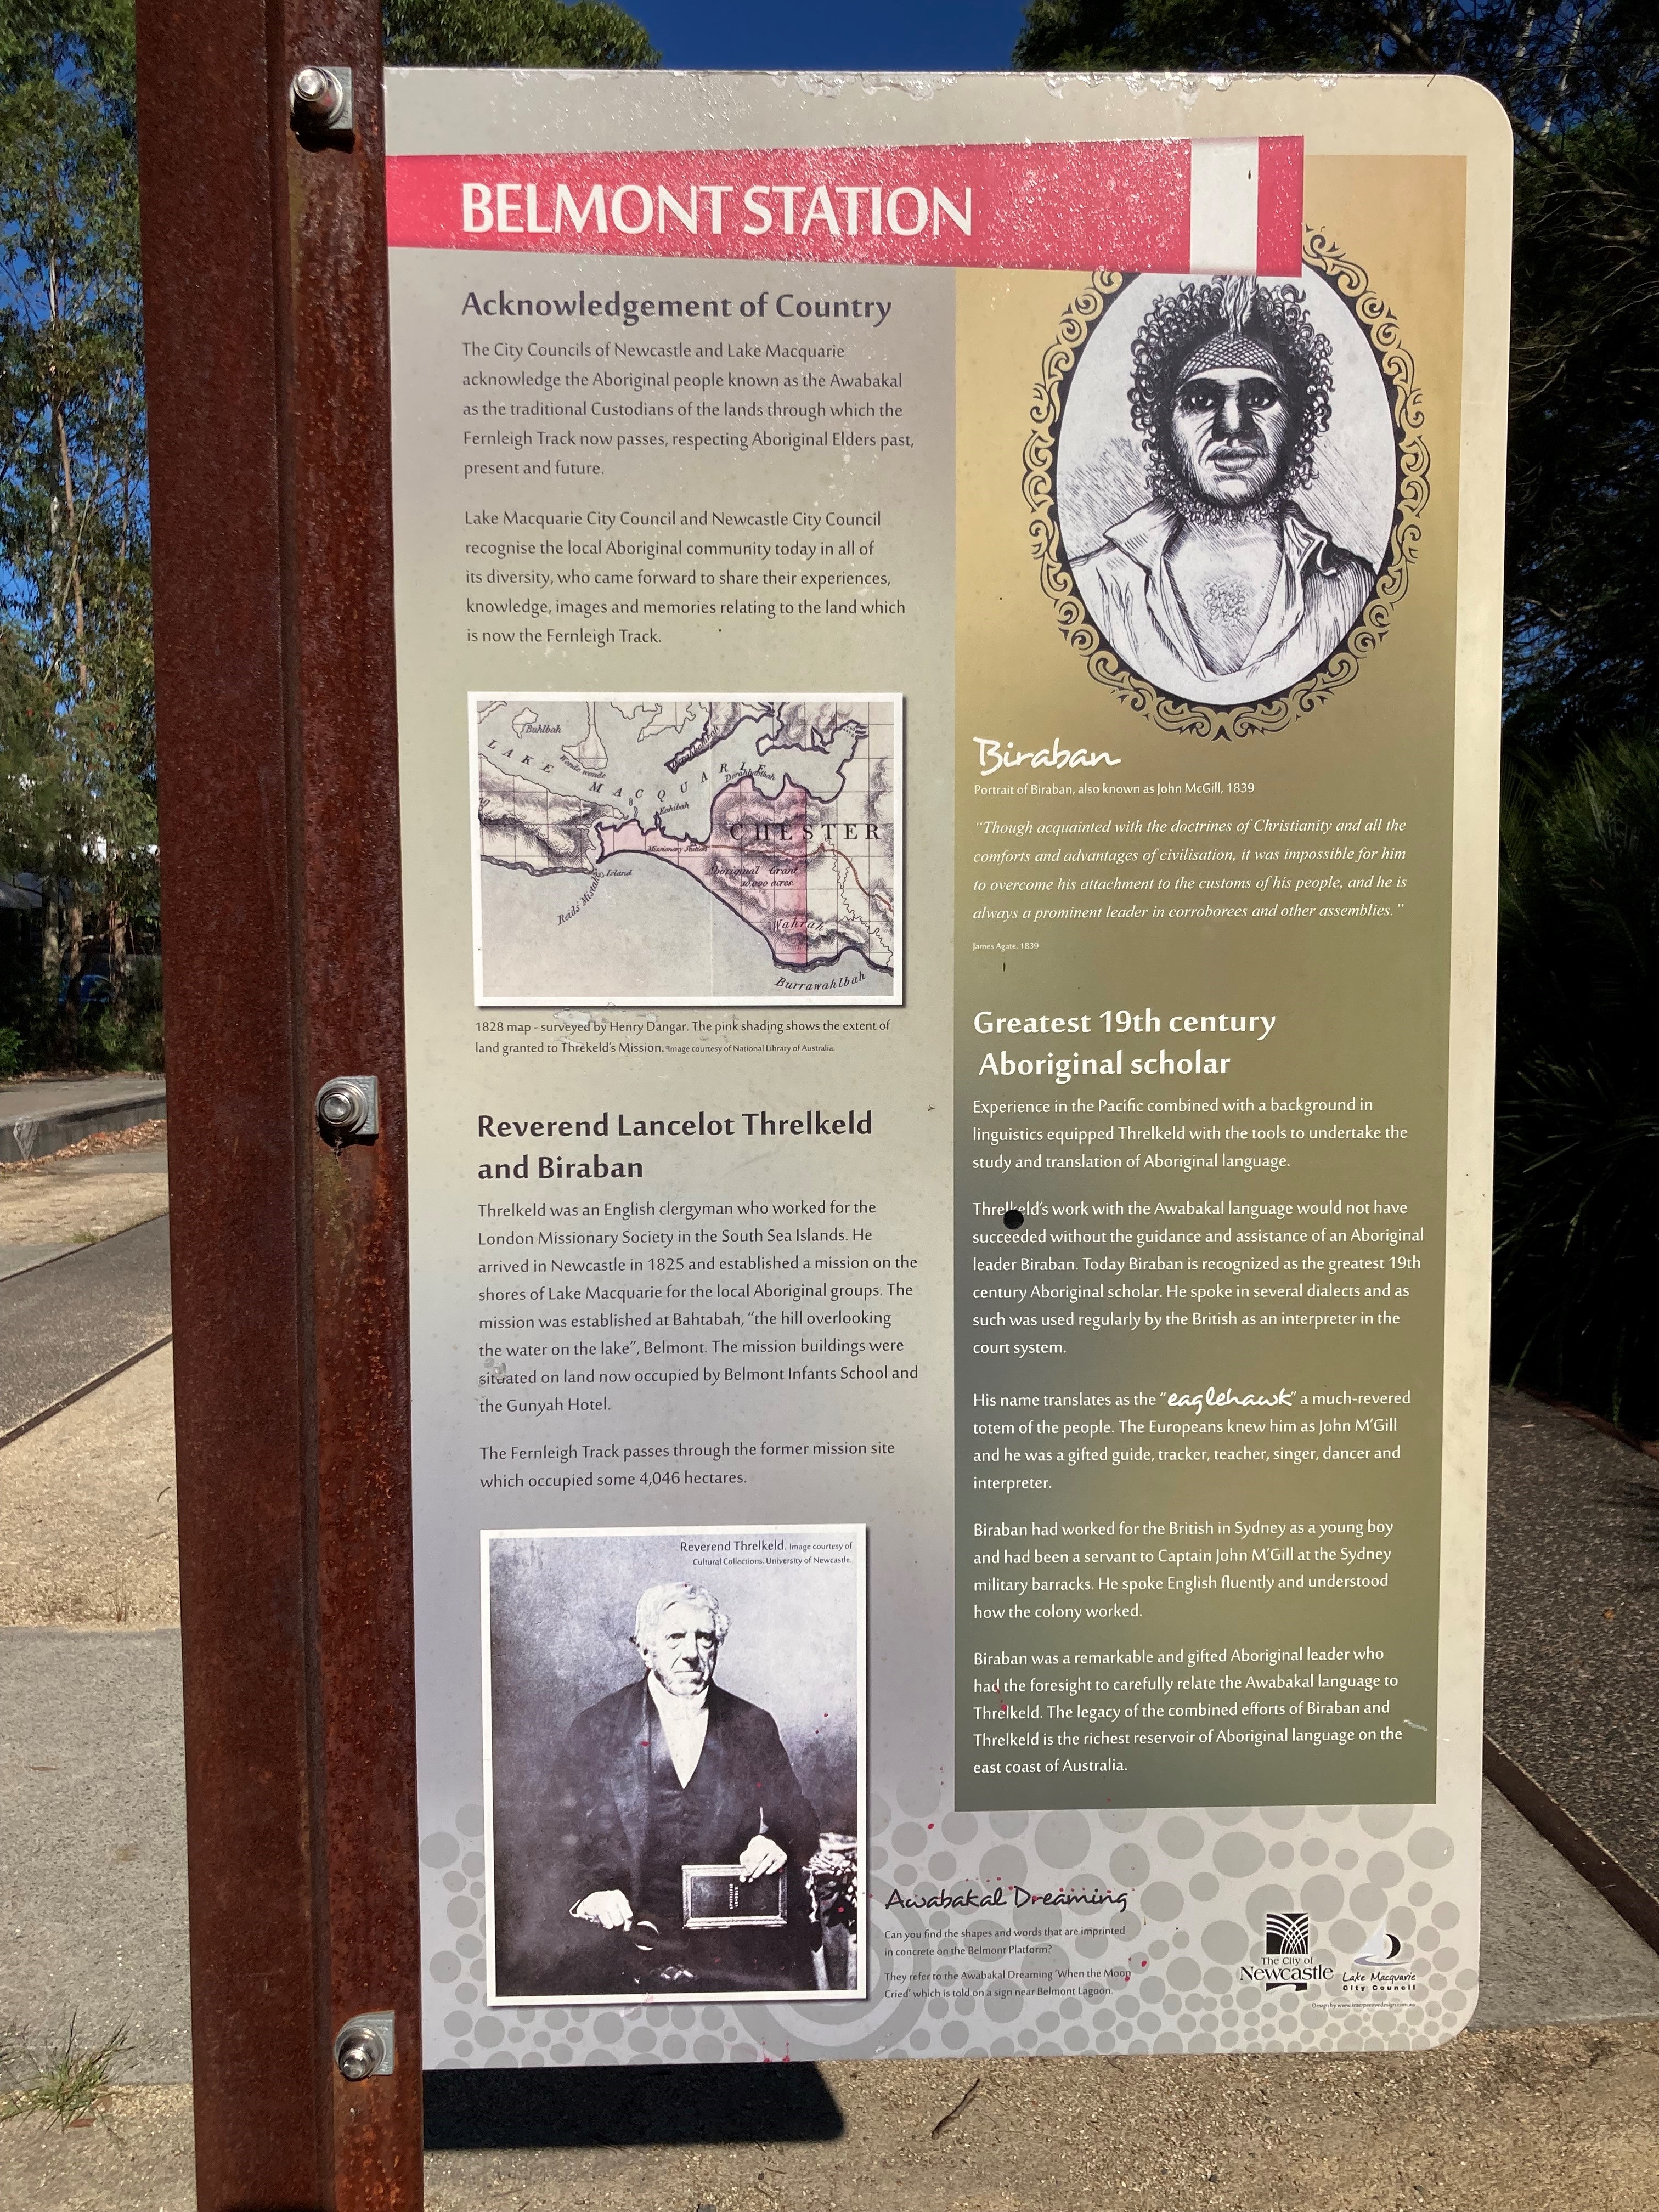 BELMONT STATION
Acknowledgement of Country
The City Councils of Newcastle and Lake Macquarie
acknowledge the Aboriginal people known as the Awabakal
as the traditional Custodians of the lands through which the
Fernleigh Track now passes, respecting Aboriginal Elders past,
present and future.
Lake Macquarie City Council and Newcastle City Council
recognise the local Aboriginal community today in all of
its diversity, who came forward to share their experiences,
knowledge, images and memories relating to the land which
is now the Fernleigh Track.
Buhlbah
LAKE MACQUARIE
Kahibah
CHESTER
Missionary Station
Aboriginal Grant
10,000 acres
Island
Reids Mistake
Wahrah
Burrawahlbah
1828 map - surveyed by Henry Dangar. The pink shading shows the extent of
land granted to Threkeld's Mission. Image courtesy of National Library of Australia.
Reverend Lancelot Threlkeld
and Biraban
Threlkeld was an English clergyman who worked for the
London Missionary Society in the South Sea Islands. He
arrived in Newcastle in 1825 and established a mission on the
shores of Lake Macquarie for the local Aboriginal groups. The
mission was established at Bahtabah, "the hill overlooking
the water on the lake", Belmont. The mission buildings were
situated on land now occupied by Belmont Infants School and
the Gunyah Hotel.
The Fernleigh Track passes through the former mission site
which occupied some 4,046 hectares.
Reverend Threlkeld. Image courtesy of
Cultural Collections, University of Newcastle.
Biraban
Portrait of Biraban, also known as John McGill, 1839
"Though acquainted with the doctrines of Christianity and all the
comforts and advantages of civilisation, it was impossible for him
to overcome his attachment to the customs of his people, and he is
always a prominent leader in corroborees and other assemblies."
James Agate, 1839
Greatest 19th century
Aboriginal scholar
Experience in the Pacific combined with a background in
linguistics equipped Threlkeld with the tools to undertake the
study and translation of Aboriginal language.
Threlkeld's work with the Awabakal language would not have
succeeded without the guidance and assistance of an Aboriginal
leader Biraban. Today Biraban is recognized as the greatest 19th
century Aboriginal scholar. He spoke in several dialects and as
such was used regularly by the British as an interpreter in the
court system.
His name translates as the "eaglehawk" a much-revered
totem of the people. The Europeans knew him as John M'Gill
and he was a gifted guide, tracker, teacher, singer, dancer and
interpreter.
Biraban had worked for the British in Sydney as a young boy
and had been a servant to Captain John M'Gill at the Sydney
military barracks. He spoke English fluently and understood
how the colony worked.
Biraban was a remarkable and gifted Aboriginal leader who
had the foresight to carefully relate the Awabakal language to
Threlkeld. The legacy of the combined efforts of Biraban and
Threlkeld is the richest reservoir of Aboriginal language on the
east coast of Australia.
Awabakal Dreaming
Can you find the shapes and words that are imprinted
in concrete on the Belmont Platform?
They refer to the Awabakal Dreaming 'When the Moon
Cried' which is told on a sign near Belmont Lagoon.
The City of
Newcastle
Lake Macquarie
City Council
Design by www.interpretivedesign.com.au